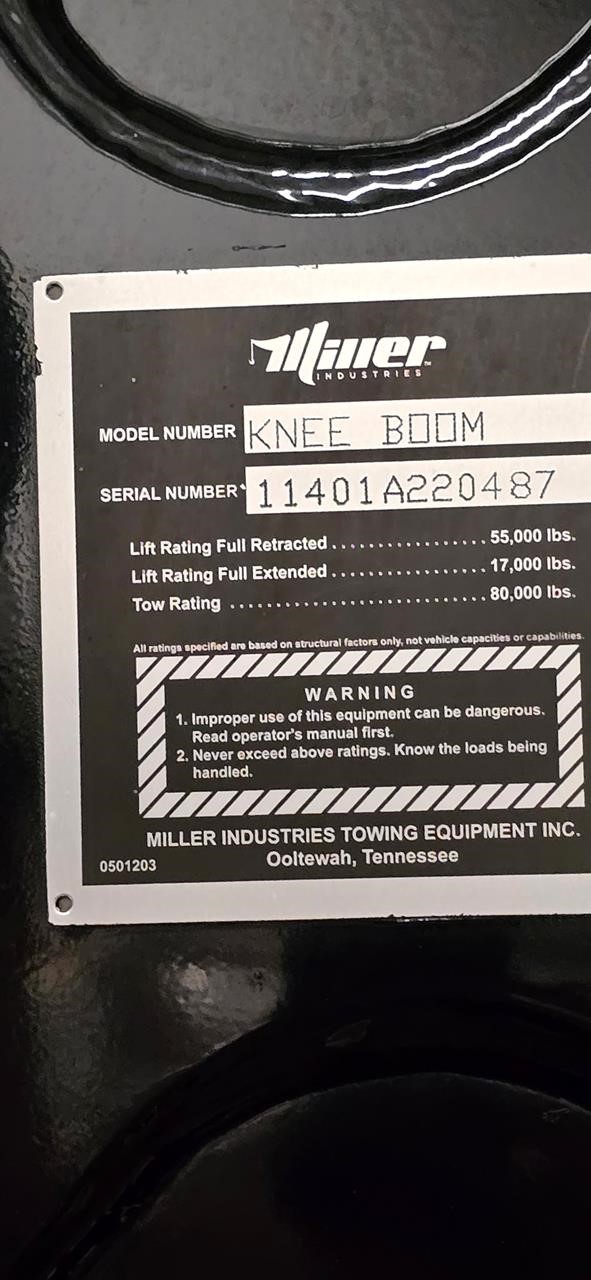 Miller
INDUSTRIES
MODEL NUMBER KNEE BOOM
SERIAL NUMBER 11401A220487
Lift Rating Full Retracted ................. 55,000 lbs.
Lift Rating Full Extended ................. 17,000 lbs.
Tow Rating ............................ 80,000 lbs.
All ratings specified are based on structural factors only, not vehicle capacities or capabilities.
WARNING
1. Improper use of this equipment can be dangerous.
Read operator's manual first.
2. Never exceed above ratings. Know the loads being
handled.
MILLER INDUSTRIES TOWING EQUIPMENT INC.
0501203 Ooltewah, Tennessee